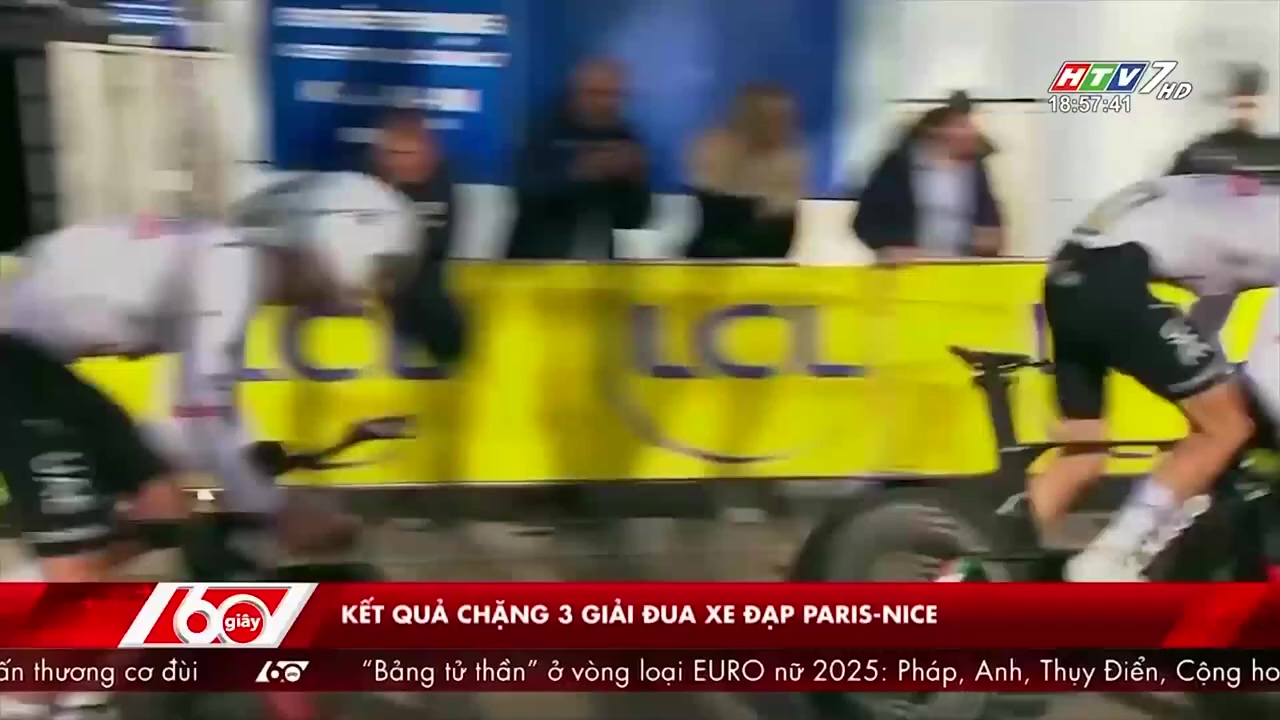 HTV7 HD
18:57:41
LCL
LCL
60 giây
KẾT QUẢ CHẶNG 3 GIẢI ĐUA XE ĐẠP PARIS-NICE
ấn thương cơ đùi 60 “Bảng tử thần” ở vòng loại EURO nữ 2025: Pháp, Anh, Thụy Điển, Cộng ho